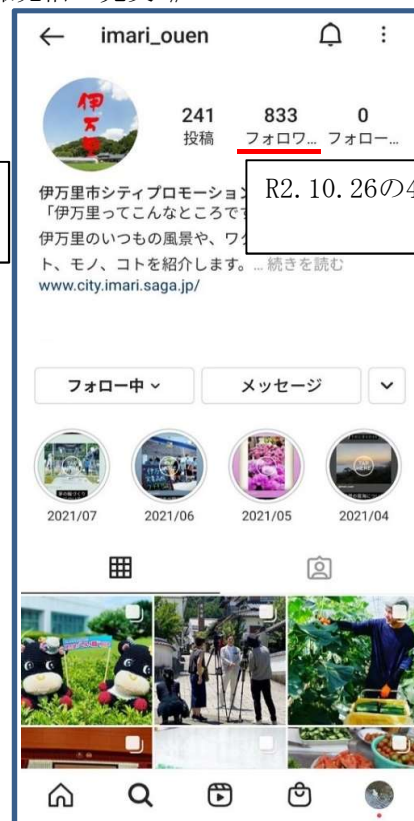 imari_ouen
伊万里
241 833 0
投稿 フォロワ... フォロー...
伊万里市シティプロモーション
R2.10.26の4
「伊万里ってこんなところで
伊万里のいつもの風景や、ワ
ト、モノ、コトを紹介します。... 続きを読む
www.city.imari.saga.jp/
フォロー中 メッセージ
2021/07 2021/06 2021/05 2021/04